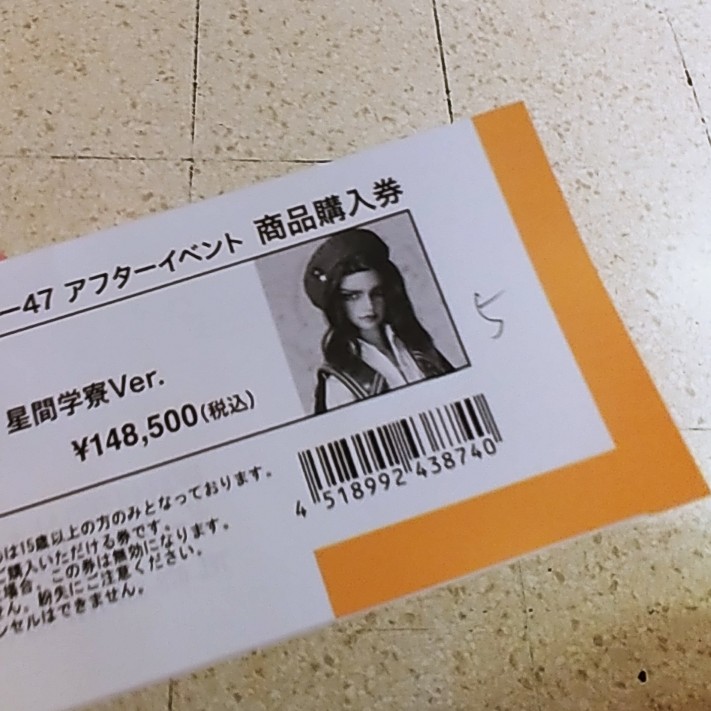 ー47 アフターイベント 商品購入券
星間学寮Ver.
¥148,500(税込)
5
4 518992 438740
は15歳以上の方のみとなっております。
ご購入いただける券です。
場合、この券は無効になります。
せん。紛失にご注意ください。
ンセルはできません。